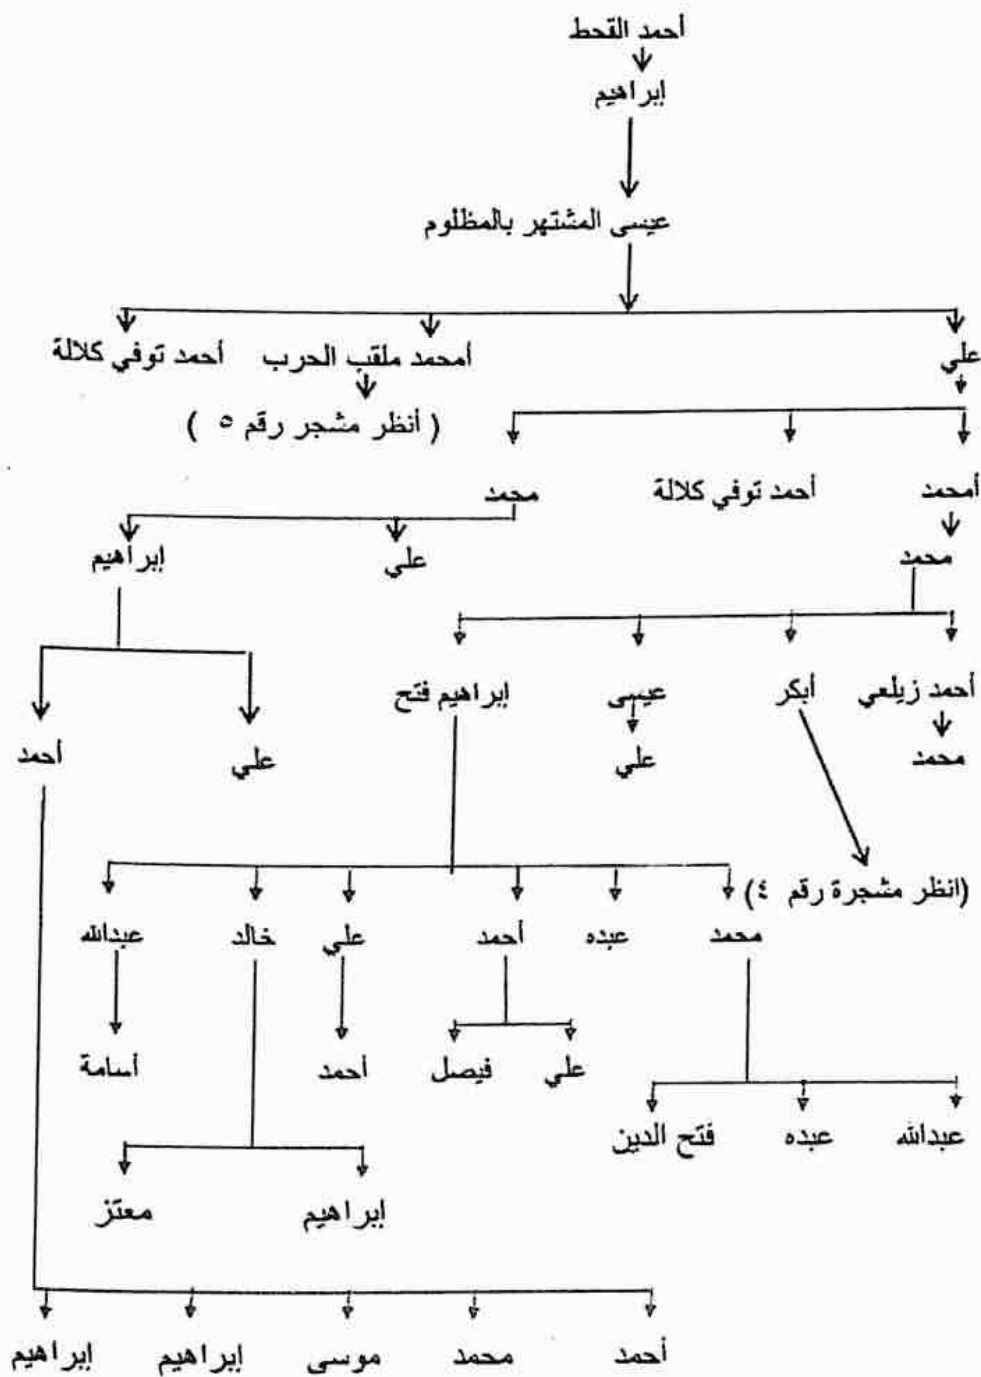 أحمد القحط
إبراهيم
عيسى المشتهر بالمظلوم
علي أمحمد ملقب الحرب أحمد توفي كلالة
( أنظر مشجر رقم ٥ )
أمحمد أحمد توفي كلالة محمد
محمد علي إبراهيم
أحمد زيلعي أبكر عيسى إبراهيم فتح
محمد علي علي أحمد
(انظر مشجرة رقم ٤)
محمد عبده أحمد علي خالد عبدالله
علي فيصل أحمد أسامة
عبدالله عبده فتح الدين
إبراهيم معتز
أحمد محمد موسى إبراهيم إبراهيم